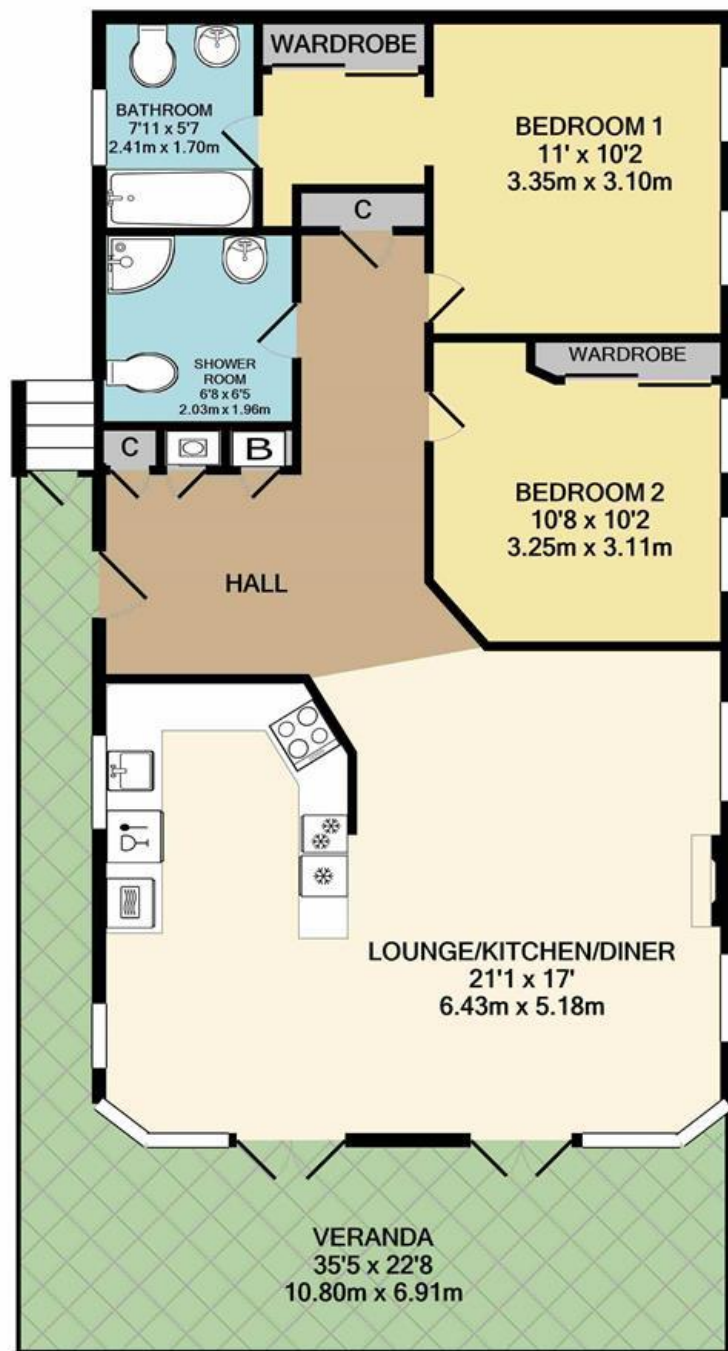 WARDROBE
BATHROOM
7'11 x 5'7
2.41m x 1.70m
BEDROOM 1
11' x 10'2
3.35m x 3.10m
C
SHOWER
ROOM
6'8 x 6'5
2.03m x 1.96m
WARDROBE
C
B
BEDROOM 2
10'8 x 10'2
3.25m x 3.11m
HALL
LOUNGE/KITCHEN/DINER
21'1 x 17'
6.43m x 5.18m
VERANDA
35'5 x 22'8
10.80m x 6.91m